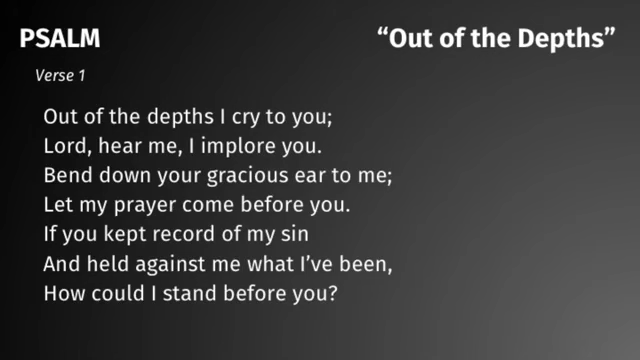 PSALM
“Out of the Depths”
Verse 1
Out of the depths I cry to you;
Lord, hear me, I implore you.
Bend down your gracious ear to me;
Let my prayer come before you.
If you kept record of my sin
And held against me what I’ve been,
How could I stand before you?